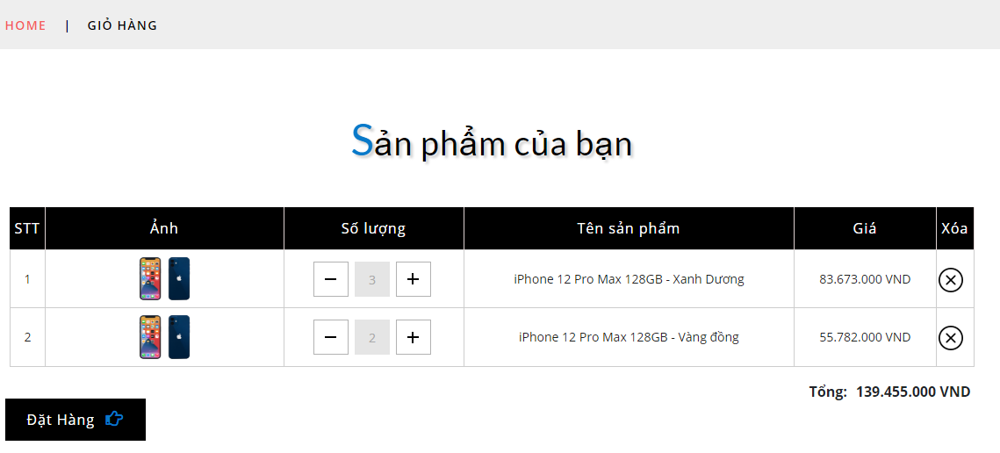 HOME | GIỎ HÀNG
Sản phẩm của bạn
STT Ảnh Số lượng Tên sản phẩm Giá Xóa
1 3 iPhone 12 Pro Max 128GB - Xanh Dương 83.673.000 VND
2 2 iPhone 12 Pro Max 128GB - Vàng đồng 55.782.000 VND
Tổng: 139.455.000 VND
Đặt Hàng